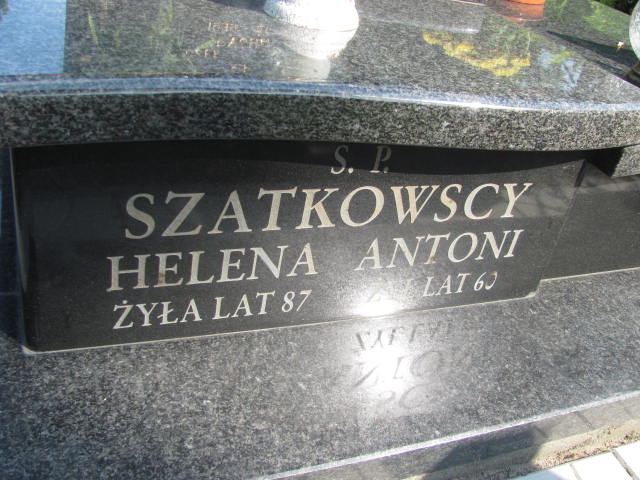 S. P.
SZATKOWSCY
HELENA ANTONI
ŻYŁA LAT 87 LAT